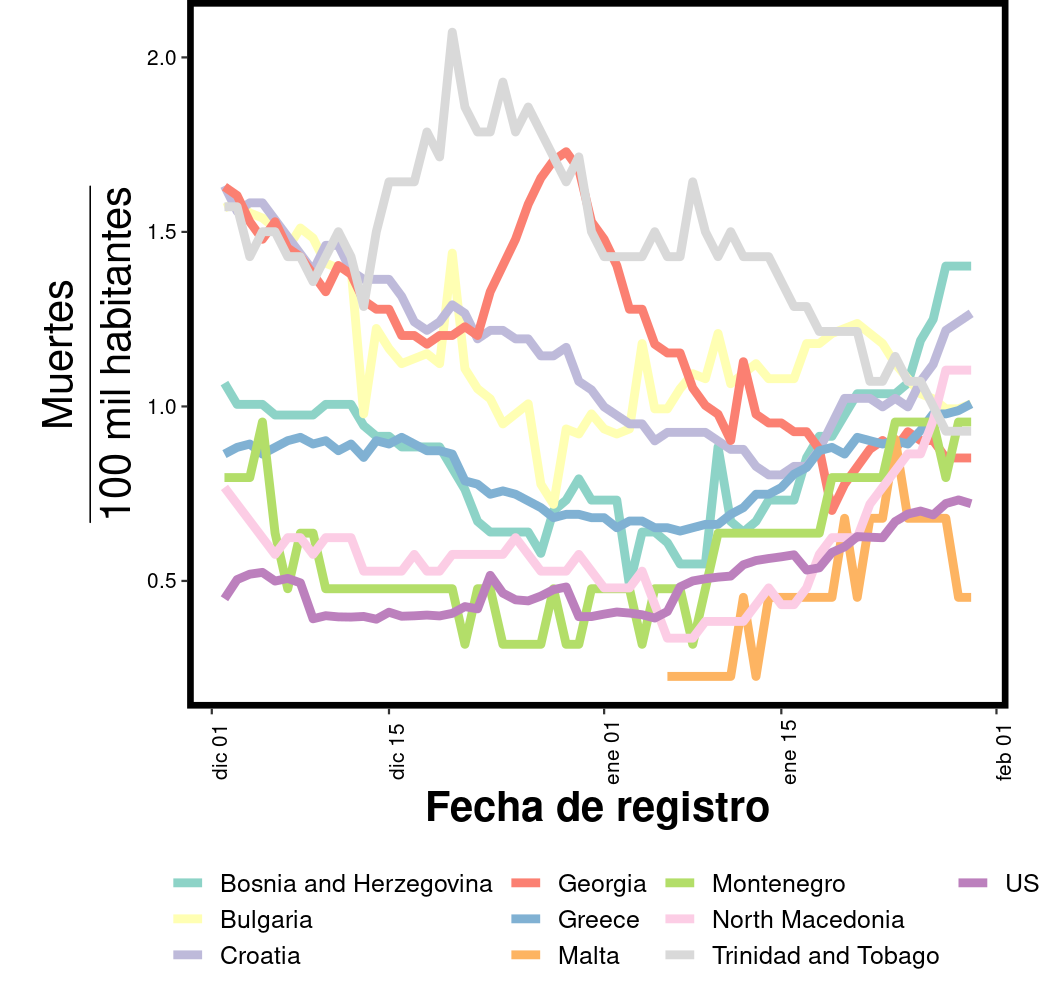 Muertes
100 mil habitantes
2.0
1.5
1.0
0.5
dic 01
dic 15
ene 01
ene 15
feb 01
Fecha de registro
Bosnia and Herzegovina
Bulgaria
Croatia
Georgia
Greece
Malta
Montenegro
North Macedonia
Trinidad and Tobago
US